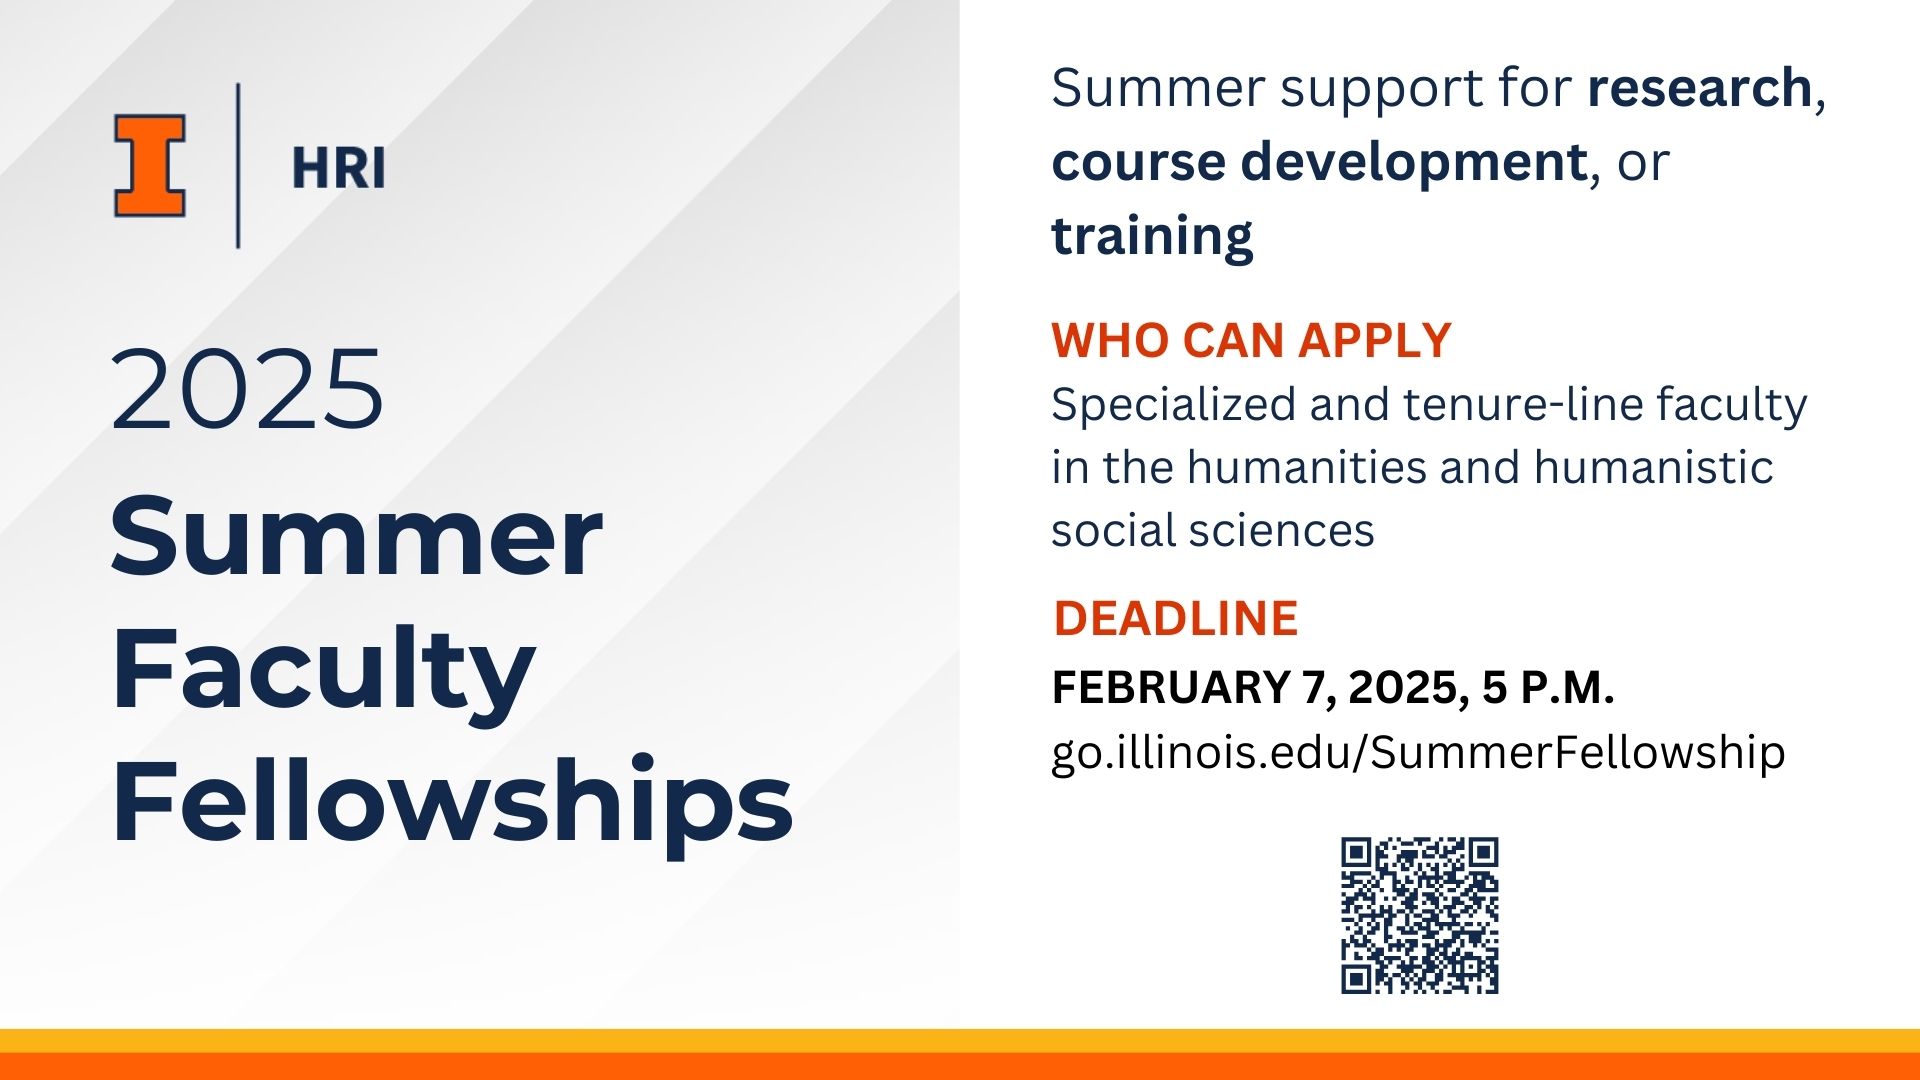 I
HRI
2025
Summer
Faculty
Fellowships
Summer support for research,
course development, or
training
WHO CAN APPLY
Specialized and tenure-line faculty
in the humanities and humanistic
social sciences
DEADLINE
FEBRUARY 7, 2025, 5 P.M.
go.illinois.edu/SummerFellowship